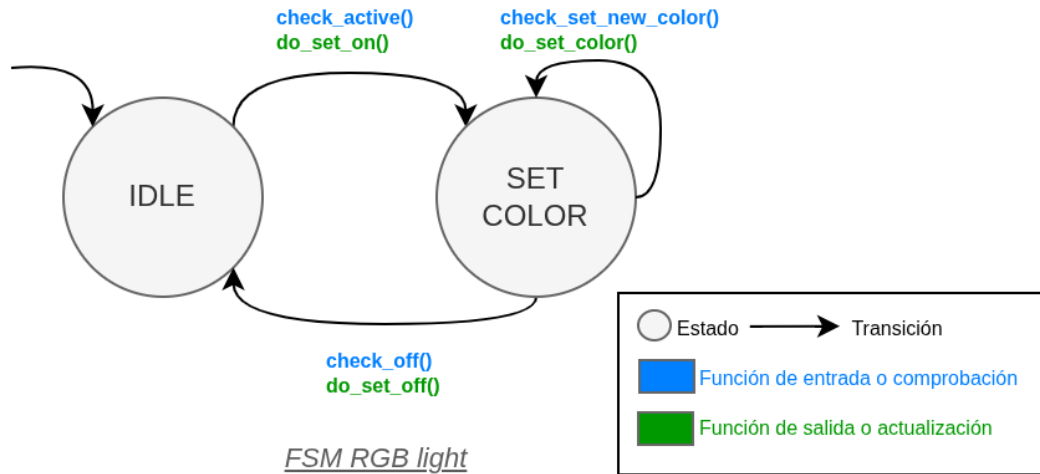 check_active()
do_set_on()
check_set_new_color()
do_set_color()
IDLE
SET
COLOR
check_off()
do_set_off()
FSM RGB light
Estado
Transición
Función de entrada o comprobación
Función de salida o actualización